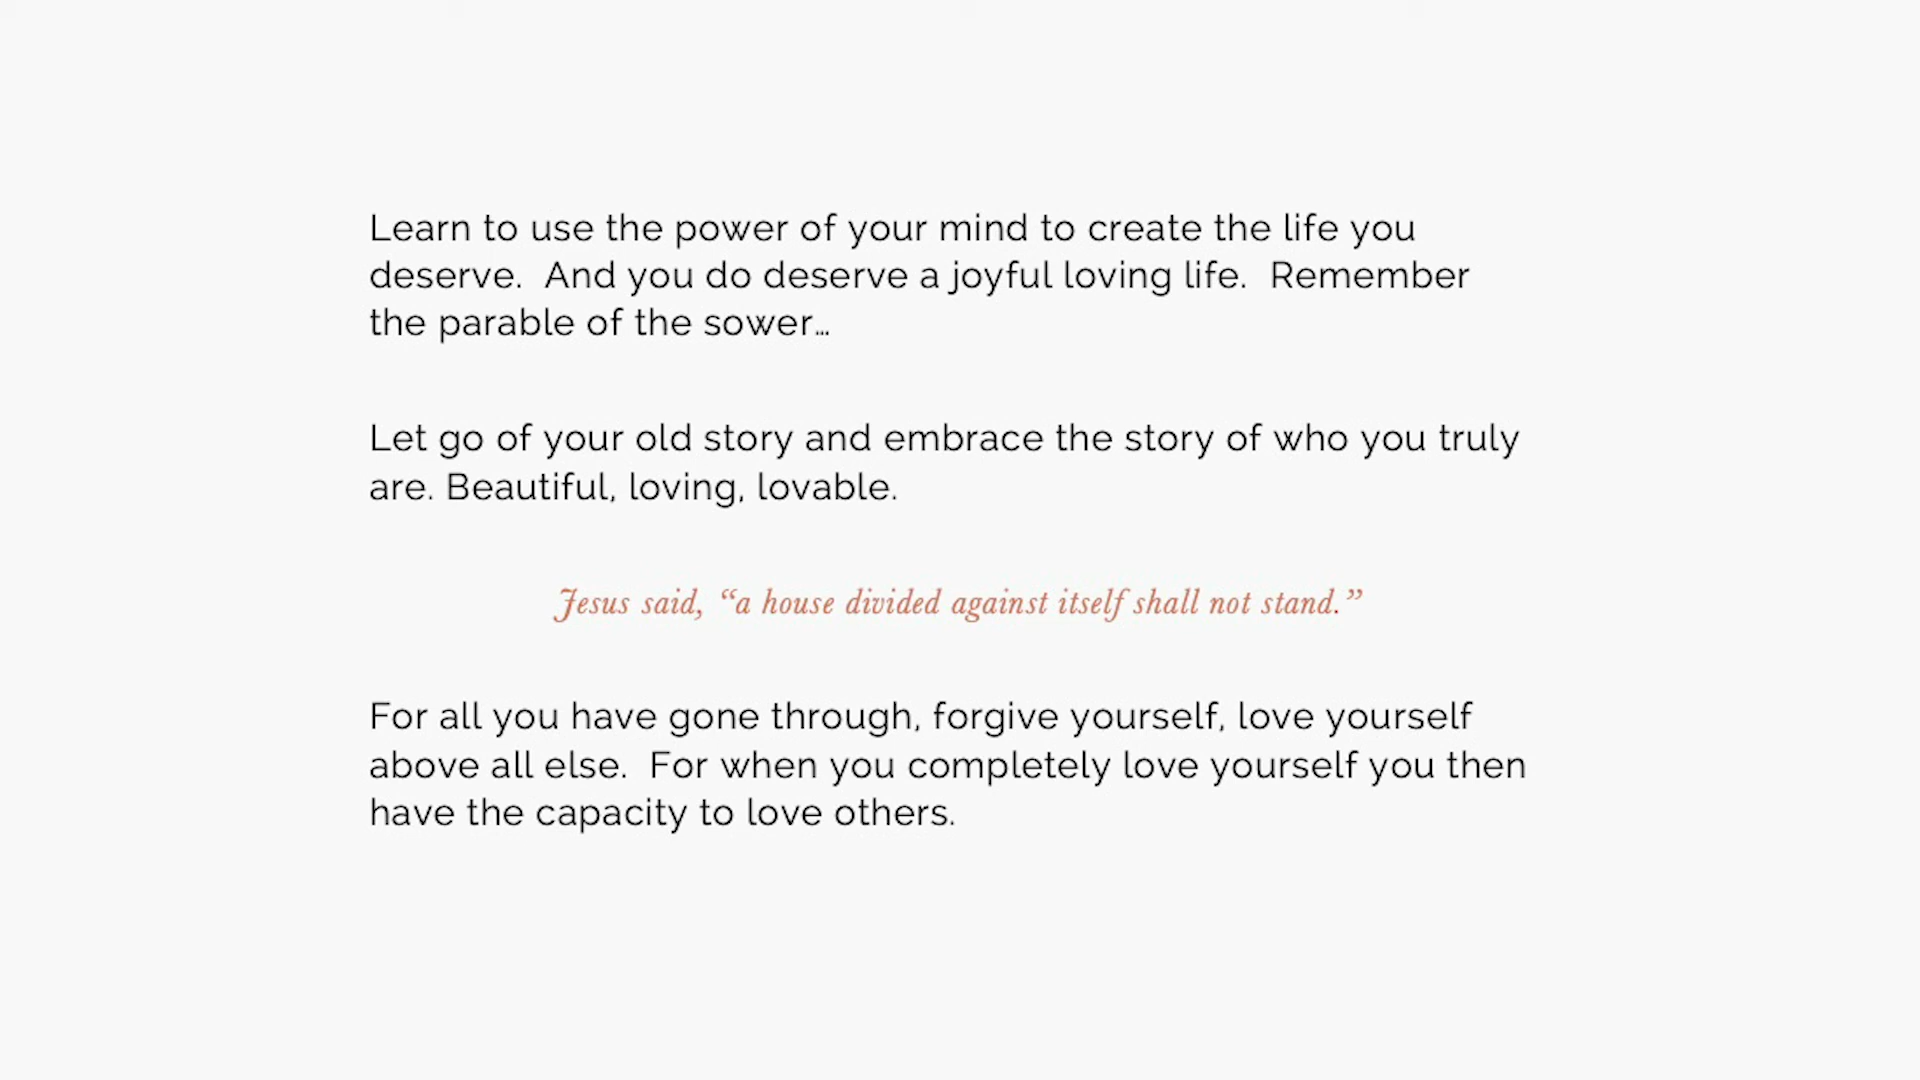 Learn to use the power of your mind to create the life you
deserve.  And you do deserve a joyful loving life.  Remember
the parable of the sower…
Let go of your old story and embrace the story of who you truly
are. Beautiful, loving, lovable.
Jesus said, “a house divided against itself shall not stand.”
For all you have gone through, forgive yourself, love yourself
above all else.  For when you completely love yourself you then
have the capacity to love others.